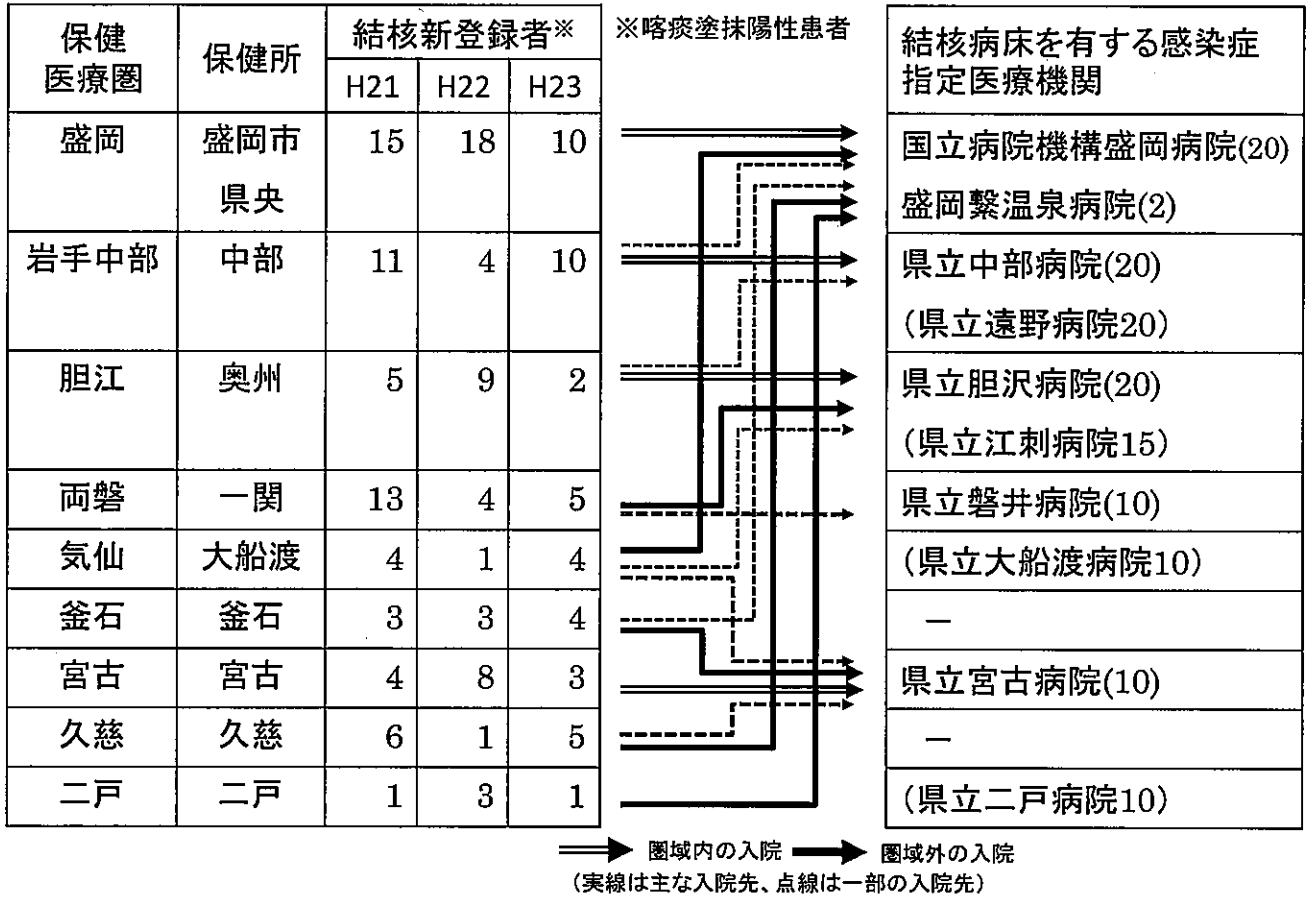 保健
医療圏
保健所
結核新登録者※
H21 H22 H23
盛岡 盛岡市 15 18 10
県央
岩手中部 中部 11 4 10
胆江 奥州 5 9 2
両磐 一関 13 4 5
気仙 大船渡 4 1 4
釜石 釜石 3 3 4
宮古 宮古 4 8 3
久慈 久慈 6 1 5
二戸 二戸 1 3 1
※喀痰塗抹陽性患者
結核病床を有する感染症
指定医療機関
国立病院機構盛岡病院(20)
盛岡繋温泉病院(2)
県立中部病院(20)
(県立遠野病院20)
県立胆沢病院(20)
(県立江刺病院15)
県立磐井病院(10)
(県立大船渡病院10)
－
県立宮古病院(10)
－
(県立二戸病院10)
圏域内の入院 圏域外の入院
(実線は主な入院先、点線は一部の入院先)